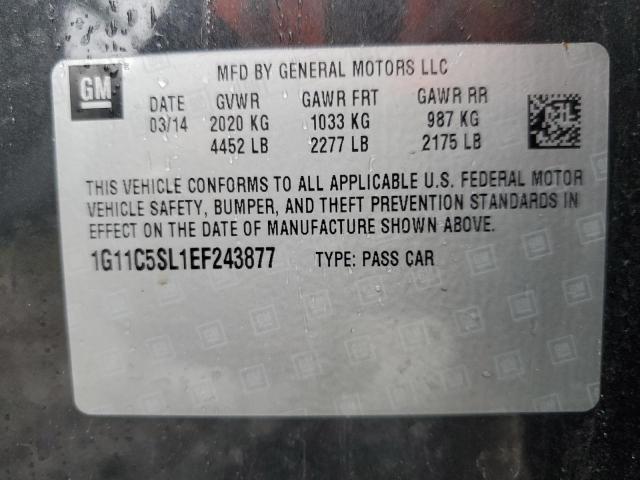 GM
MFD BY GENERAL MOTORS LLC
DATE GVWR GAWR FRT GAWR RR
03/14 2020 KG 1033 KG 987 KG
4452 LB 2277 LB 2175 LB
THIS VEHICLE CONFORMS TO ALL APPLICABLE U.S. FEDERAL MOTOR
VEHICLE SAFETY, BUMPER, AND THEFT PREVENTION STANDARDS IN
EFFECT ON THE DATE OF MANUFACTURE SHOWN ABOVE.
1G11C5SL1EF243877 TYPE: PASS CAR